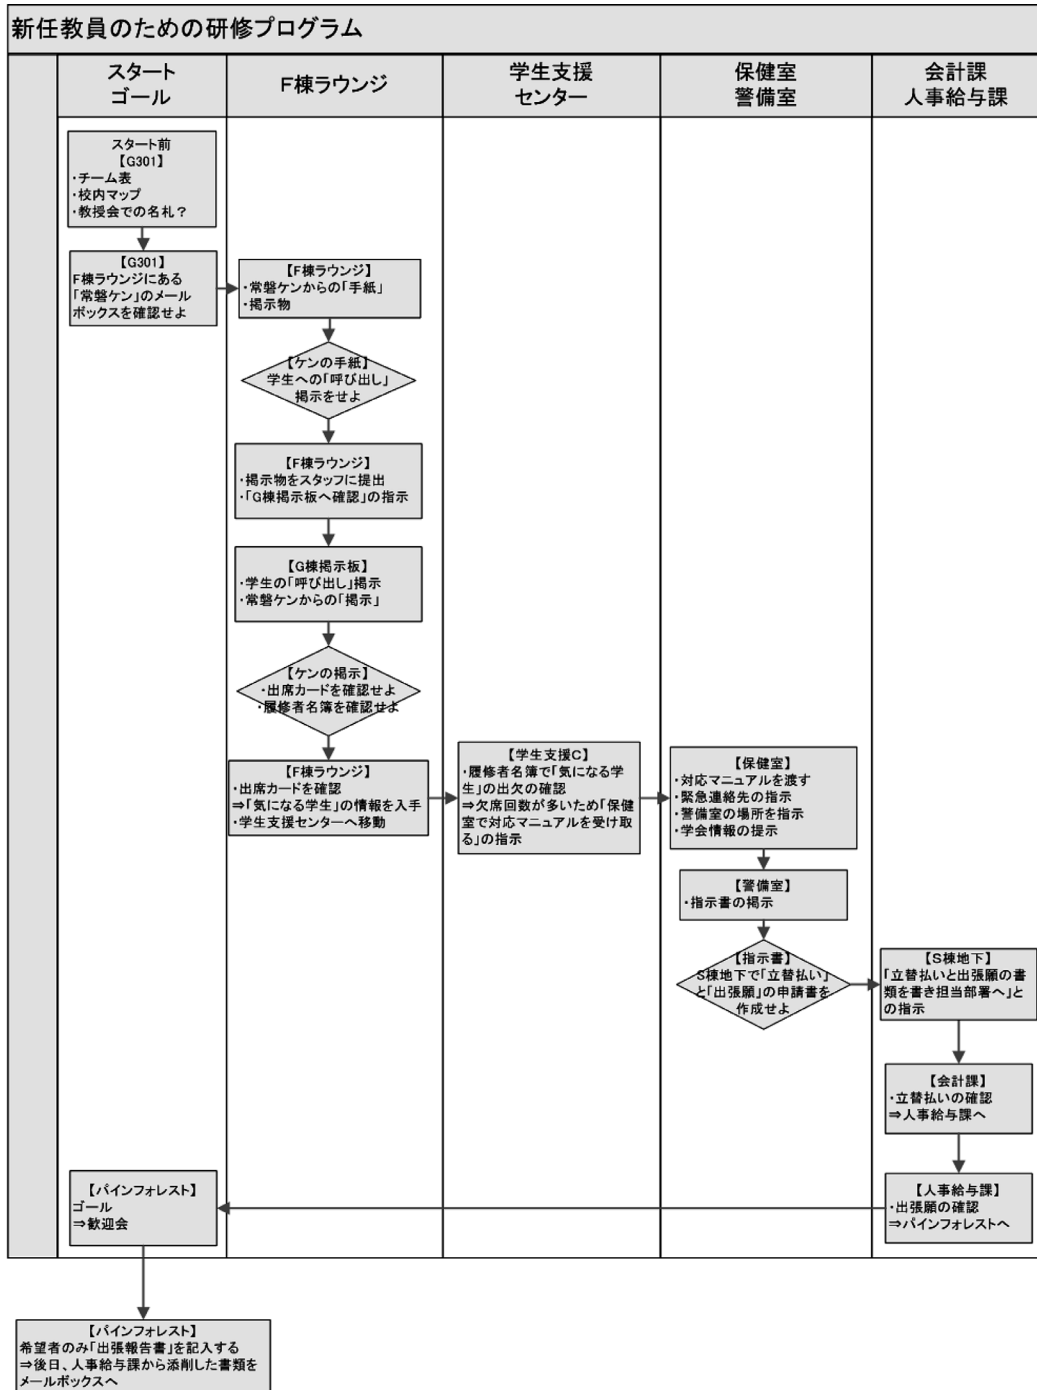 新任教員のための研修プログラム
スタート
ゴール
F棟ラウンジ
学生支援
センター
保健室
警備室
会計課
人事給与課
スタート前
【G301】
・チーム表
・校内マップ
・教授会での名札？
【G301】
F棟ラウンジにある
「常磐ケン」のメール
ボックスを確認せよ
【F棟ラウンジ】
・常磐ケンからの「手紙」
・掲示物
【ケンの手紙】
学生への「呼び出し」
掲示をせよ
【F棟ラウンジ】
・掲示物をスタッフに提出
・「G棟掲示板へ確認」の指示
【G棟掲示板】
・学生の「呼び出し」掲示
・常磐ケンからの「掲示」
【ケンの掲示】
・出席カードを確認せよ
・履修者名簿を確認せよ
【F棟ラウンジ】
・出席カードを確認
⇒「気になる学生」の情報を入手
・学生支援センターへ移動
【学生支援C】
・履修者名簿で「気になる学
生」の出欠の確認
⇒欠席回数が多いため「保健
室で対応マニュアルを受け取
る」の指示
【保健室】
・対応マニュアルを渡す
・緊急連絡先の指示
・警備室の場所を指示
・学会情報の提示
【警備室】
・指示書の掲示
【指示書】
S棟地下で「立替払い」
と「出張願」の申請書を
作成せよ
【S棟地下】
「立替払いと出張願の書
類を書き担当部署へ」と
の指示
【会計課】
・立替払いの確認
⇒人事給与課へ
【人事給与課】
・出張願の確認
⇒パインフォレストへ
【パインフォレスト】
ゴール
⇒歓迎会
【パインフォレスト】
希望者のみ「出張報告書」を記入する
⇒後日、人事給与課から添削した書類を
メールボックスへ